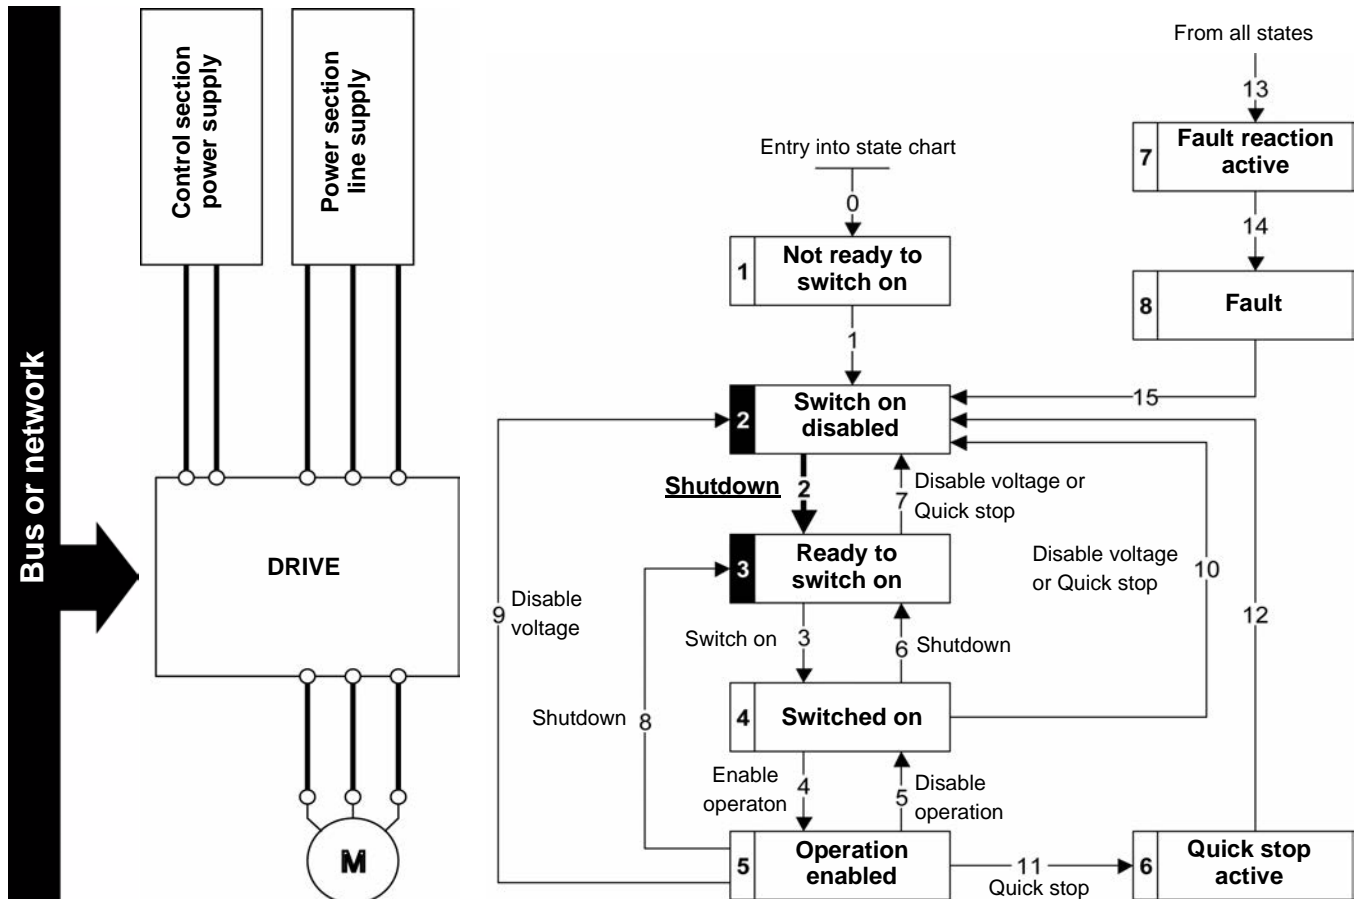 Bus or network
Control section
power supply
Power section
line supply
DRIVE
M
From all states
13
7
Fault reaction
active
14
8
Fault
15
Entry into state chart
0
1
Not ready to
switch on
1
2
Switch on
disabled
Shutdown
2
7
Disable voltage or
Quick stop
3
Ready to
switch on
Disable voltage
or Quick stop
10
12
9
Disable
voltage
Switch on
3
6
Shutdown
4
Switched on
Shutdown
8
Enable
operaton
4
5
Disable
operation
5
Operation
enabled
11
Quick stop
6
Quick stop
active